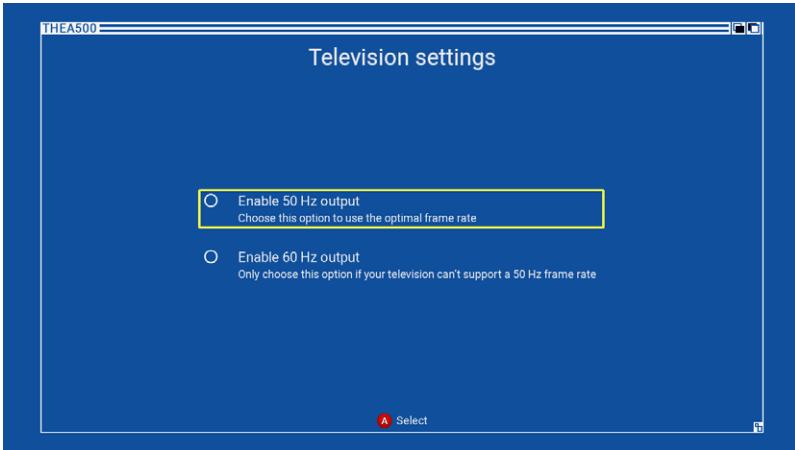 THEA500
Television settings
Enable 50 Hz output
Choose this option to use the optimal frame rate
Enable 60 Hz output
Only choose this option if your television can't support a 50 Hz frame rate
A Select